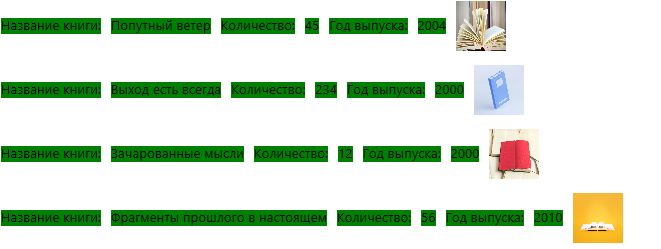 Название книги: Попутный ветер Количество: 45 Год выпуска: 2004
Название книги: Выход есть всегда Количество: 234 Год выпуска: 2000
Название книги: Зачарованные мысли Количество: 12 Год выпуска: 2000
Название книги: Фрагменты прошлого в настоящем Количество: 56 Год выпуска: 2010